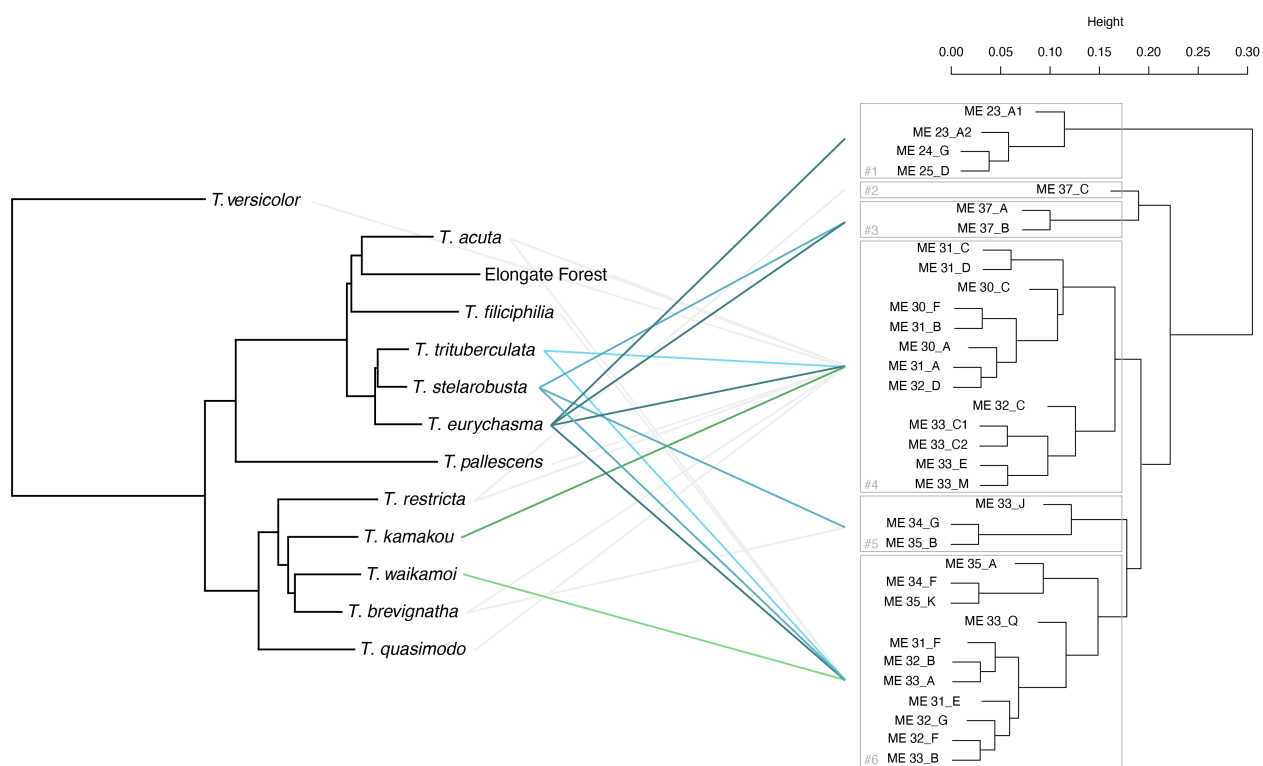 Height
0.00 0.05 0.10 0.15 0.20 0.25 0.30
T. versicolor
T. acuta
Elongate Forest
T. filiciphilia
T. trituberculata
T. stelarobusta
T. eurychasma
T. pallescens
T. restricta
T. kamakou
T. waikamoi
T. brevignatha
T. quasimodo
ME 23_A1
ME 23_A2
ME 24_G
ME 25_D
#1
ME 37_C
#2
ME 37_A
ME 37_B
#3
ME 31_C
ME 31_D
ME 30_C
ME 30_F
ME 31_B
ME 30_A
ME 31_A
ME 32_D
ME 32_C
ME 33_C1
ME 33_C2
ME 33_E
ME 33_M
#4
ME 33_J
ME 34_G
ME 35_B
#5
ME 35_A
ME 34_F
ME 35_K
ME 33_Q
ME 31_F
ME 32_B
ME 33_A
ME 31_E
ME 32_G
ME 32_F
ME 33_B
#6